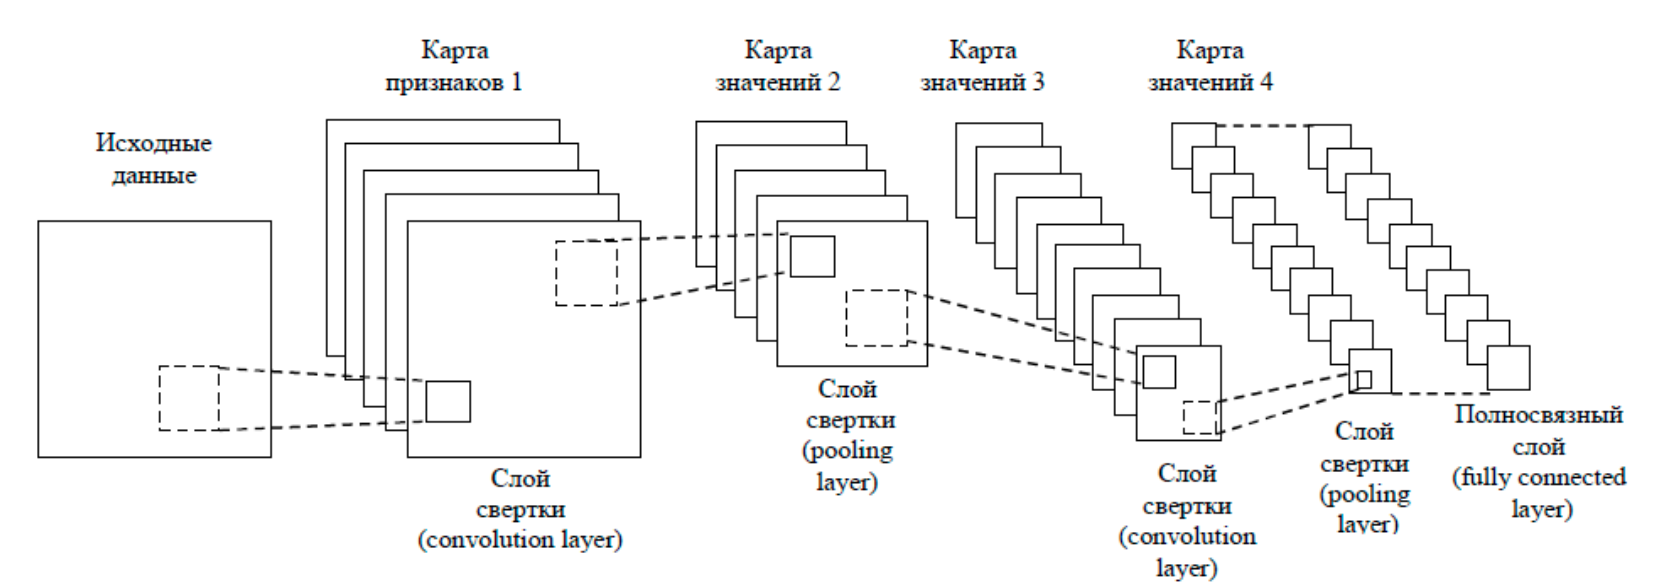 Исходные
данные
Карта
признаков 1
Слой
свертки
(convolution layer)
Карта
значений 2
Слой
свертки
(pooling
layer)
Карта
значений 3
Слой
свертки
(convolution
layer)
Карта
значений 4
Слой
свертки
(pooling
layer)
Полносвязный
слой
(fully connected
layer)